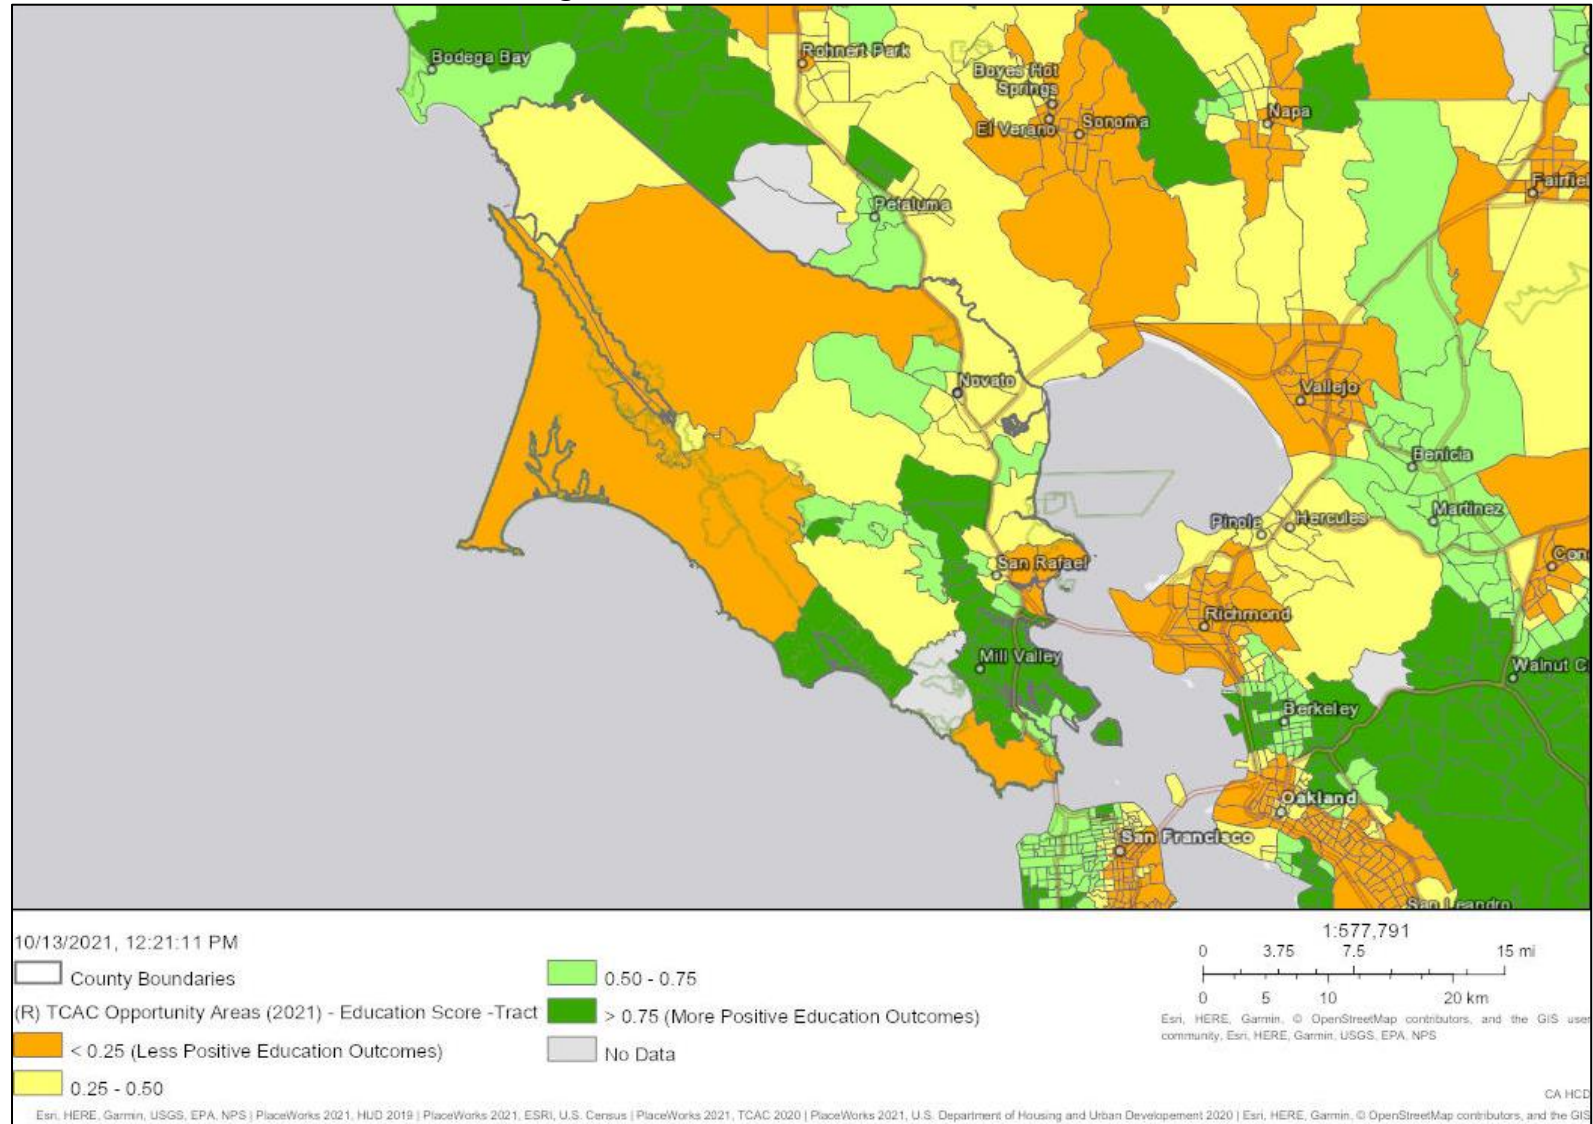 Bodega Bay
Rohnert Park
Boyes Hot
Springs
El Verano
Sonoma
Napa
Fairfiel
Petaluma
Novato
Vallejo
Benicia
Martinez
Pinole
Hercules
Con
San Rafael
Richmond
Mill Valley
Walnut C
Berkeley
Oakland
San Francisco
San Leandro
10/13/2021, 12:21:11 PM
County Boundaries
(R) TCAC Opportunity Areas (2021) - Education Score -Tract
< 0.25 (Less Positive Education Outcomes)
0.25 - 0.50
0.50 - 0.75
> 0.75 (More Positive Education Outcomes)
No Data
1:577,791
0 3.75 7.5 15 mi
0 5 10 20 km
Esri, HERE, Garmin, © OpenStreetMap contributors, and the GIS user
community, Esri, HERE, Garmin, USGS, EPA, NPS
CA HCD
Esri, HERE, Garmin, USGS, EPA, NPS | PlaceWorks 2021, HUD 2019 | PlaceWorks 2021, ESRI, U.S. Census | PlaceWorks 2021, TCAC 2020 | PlaceWorks 2021, U.S. Department of Housing and Urban Developement 2020 | Esri, HERE, Garmin, © OpenStreetMap contributors, and the GIS